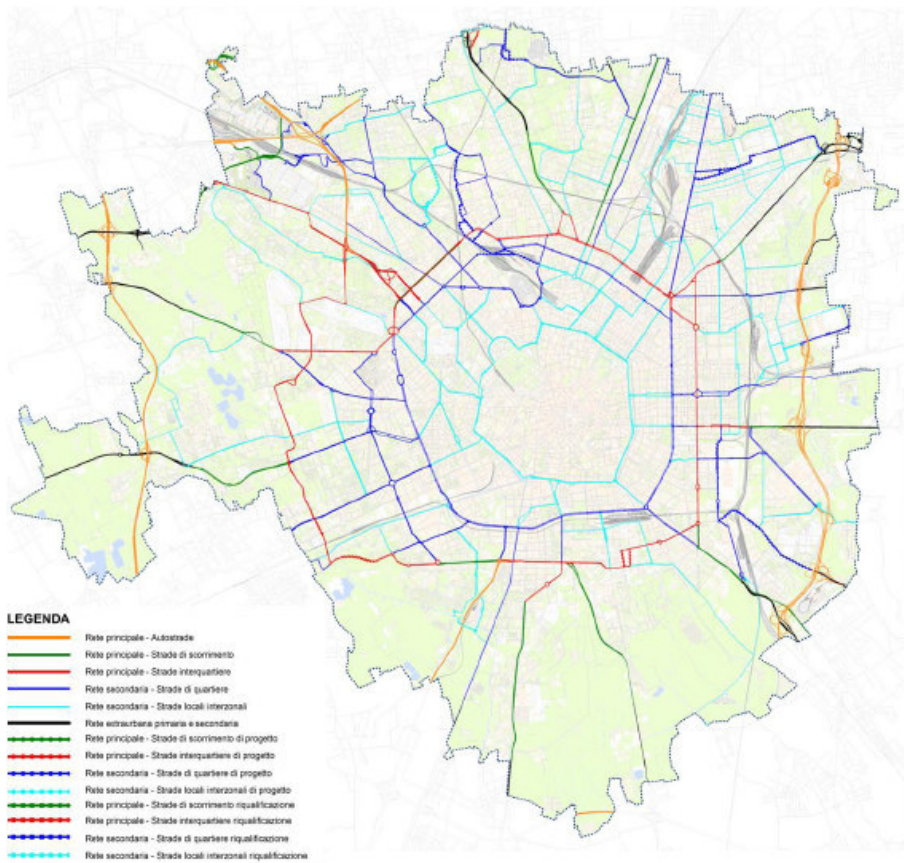 LEGENDA
Rete principale - Autostrade
Rete principale - Strade di scorrimento
Rete principale - Strade interquartiere
Rete secondaria - Strade di quartiere
Rete secondaria - Strade locali interzonali
Rete extraurbana primaria e secondaria
Rete principale - Strade di scorrimento di progetto
Rete principale - Strade interquartiere di progetto
Rete secondaria - Strade di quartiere di progetto
Rete secondaria - Strade locali interzonali di progetto
Rete principale - Strade di scorrimento riqualificazione
Rete principale - Strade interquartiere riqualificazione
Rete secondaria - Strade di quartiere riqualificazione
Rete secondaria - Strade locali interzonali riqualificazione